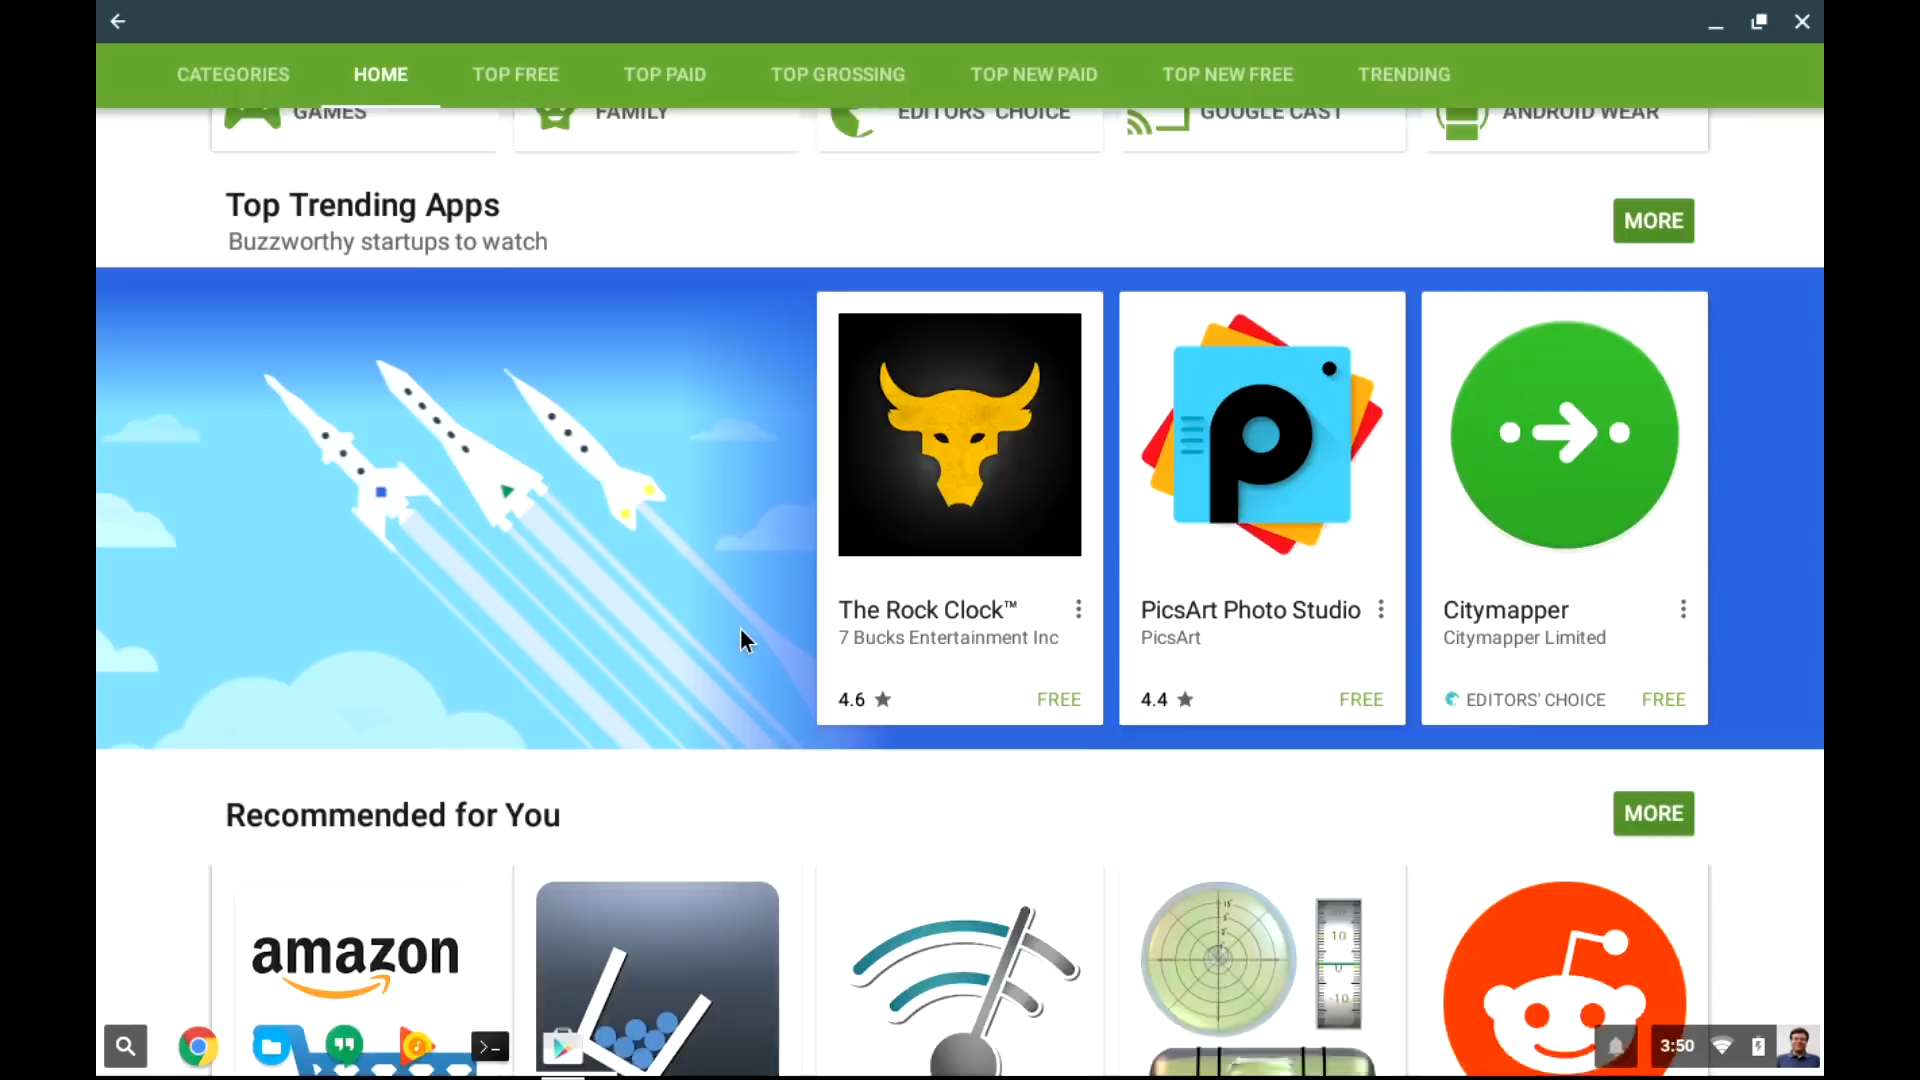 CATEGORIES HOME TOP FREE TOP PAID TOP GROSSING TOP NEW PAID TOP NEW FREE TRENDING
GAMES FAMILY EDITORS' CHOICE GOOGLE CAST ANDROID WEAR
Top Trending Apps
Buzzworthy startups to watch
MORE
The Rock Clock™
7 Bucks Entertainment Inc
4.6 FREE
PicsArt Photo Studio
PicsArt
4.4 FREE
Citymapper
Citymapper Limited
EDITORS' CHOICE FREE
Recommended for You
MORE
amazon
10
0
-10
3:50